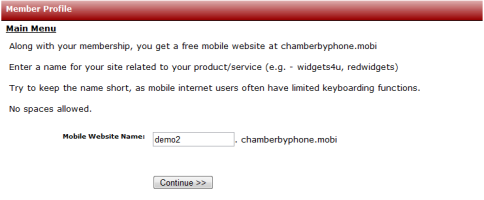 Member Profile
Main Menu
Along with your membership, you get a free mobile website at chamberbyphone.mobi
Enter a name for your site related to your product/service (e.g. - widgets4u, redwidgets)
Try to keep the name short, as mobile internet users often have limited keyboarding functions.
No spaces allowed.
Mobile Website Name: demo2 . chamberbyphone.mobi
Continue >>